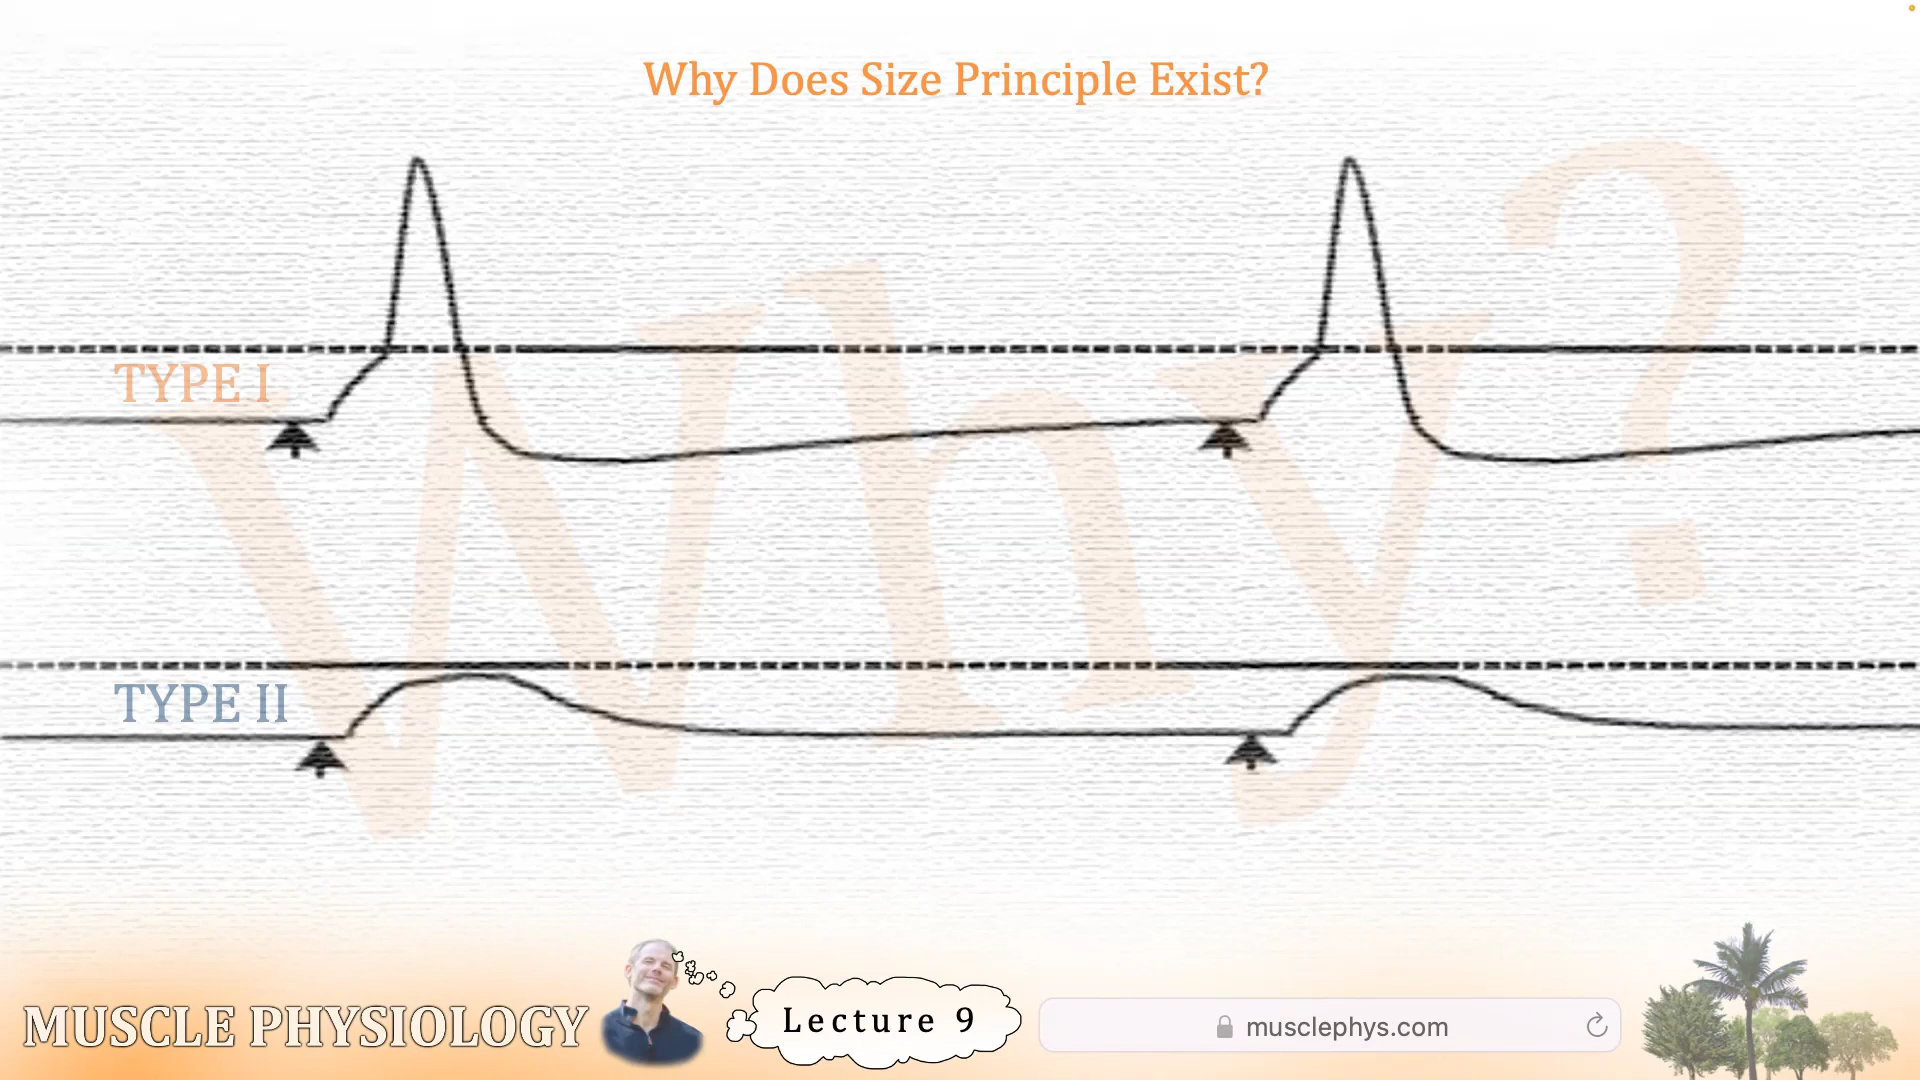 Why Does Size Principle Exist?
Why?
TYPE I
TYPE II
MUSCLE PHYSIOLOGY
Lecture 9
musclephys.com